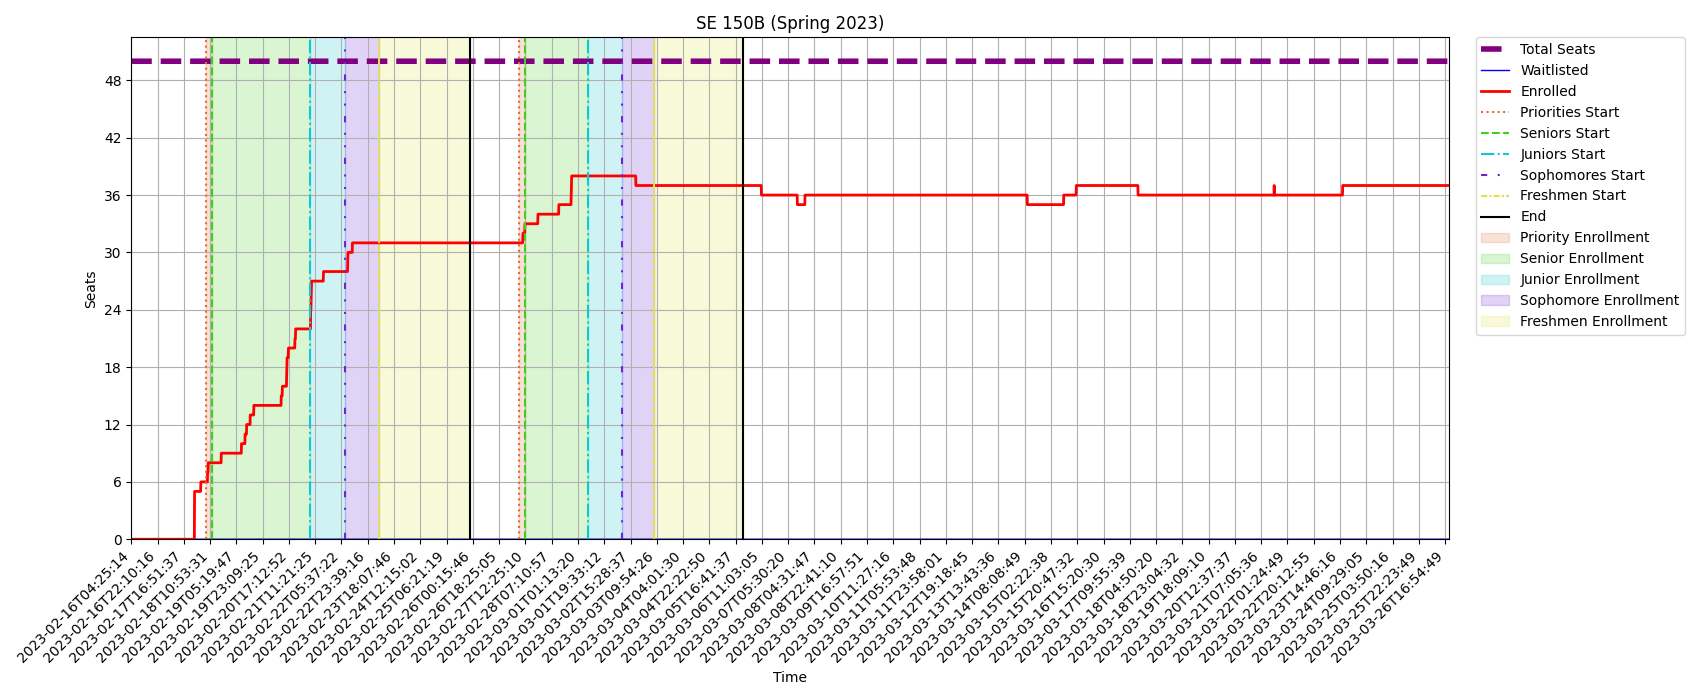 SE 150B (Spring 2023)
Seats
48
42
36
30
24
18
12
6
0
2023-02-16T04:25:14
2023-02-16T22:10:16
2023-02-17T16:51:37
2023-02-18T10:53:31
2023-02-19T05:19:47
2023-02-19T23:09:25
2023-02-20T17:12:52
2023-02-21T11:21:25
2023-02-22T05:37:22
2023-02-22T23:39:16
2023-02-23T18:07:46
2023-02-24T12:15:02
2023-02-25T06:21:19
2023-02-26T00:15:46
2023-02-26T18:25:05
2023-02-27T12:25:10
2023-02-28T07:10:57
2023-03-01T01:13:20
2023-03-01T19:33:12
2023-03-02T15:28:37
2023-03-03T09:54:26
2023-03-04T04:01:30
2023-03-04T22:22:50
2023-03-05T16:41:37
2023-03-06T11:03:05
2023-03-07T05:30:20
2023-03-08T04:31:47
2023-03-08T22:41:10
2023-03-09T16:57:51
2023-03-10T11:27:16
2023-03-11T05:53:48
2023-03-11T23:58:01
2023-03-12T19:18:45
2023-03-13T13:43:36
2023-03-14T08:08:49
2023-03-15T02:22:38
2023-03-15T20:47:32
2023-03-16T15:20:30
2023-03-17T09:55:39
2023-03-18T04:50:20
2023-03-18T23:04:32
2023-03-19T18:09:10
2023-03-20T12:37:37
2023-03-21T07:05:36
2023-03-22T01:24:49
2023-03-22T20:12:55
2023-03-23T14:46:16
2023-03-24T09:29:05
2023-03-25T03:50:16
2023-03-25T22:23:49
2023-03-26T16:54:49
Time
Total Seats
Waitlisted
Enrolled
Priorities Start
Seniors Start
Juniors Start
Sophomores Start
Freshmen Start
End
Priority Enrollment
Senior Enrollment
Junior Enrollment
Sophomore Enrollment
Freshmen Enrollment